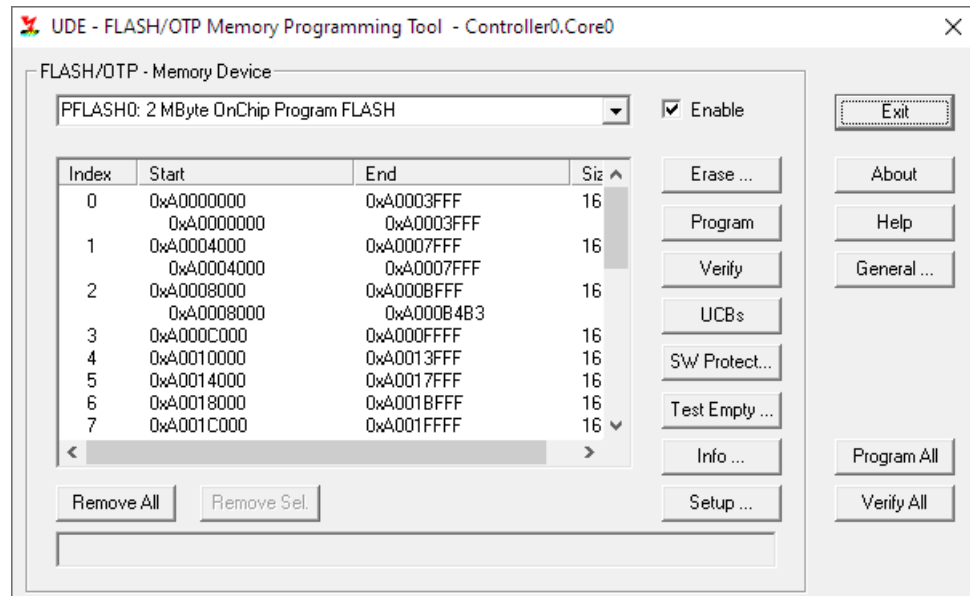 UDE - FLASH/OTP Memory Programming Tool - Controller0.Core0
FLASH/OTP - Memory Device
PFLASH0: 2 MByte OnChip Program FLASH
Enable
Exit
Index Start End Siz
0 0xA0000000 0xA0003FFF 16
0xA0000000 0xA0003FFF
1 0xA0004000 0xA0007FFF 16
0xA0004000 0xA0007FFF
2 0xA0008000 0xA000BFFF 16
0xA0008000 0xA000B4B3
3 0xA000C000 0xA000FFFF 16
4 0xA0010000 0xA0013FFF 16
5 0xA0014000 0xA0017FFF 16
6 0xA0018000 0xA001BFFF 16
7 0xA001C000 0xA001FFFF 16
Erase ...
Program
Verify
UCBs
SW Protect...
Test Empty ...
Info ...
Setup ...
About
Help
General ...
Program All
Verify All
Remove All
Remove Sel.